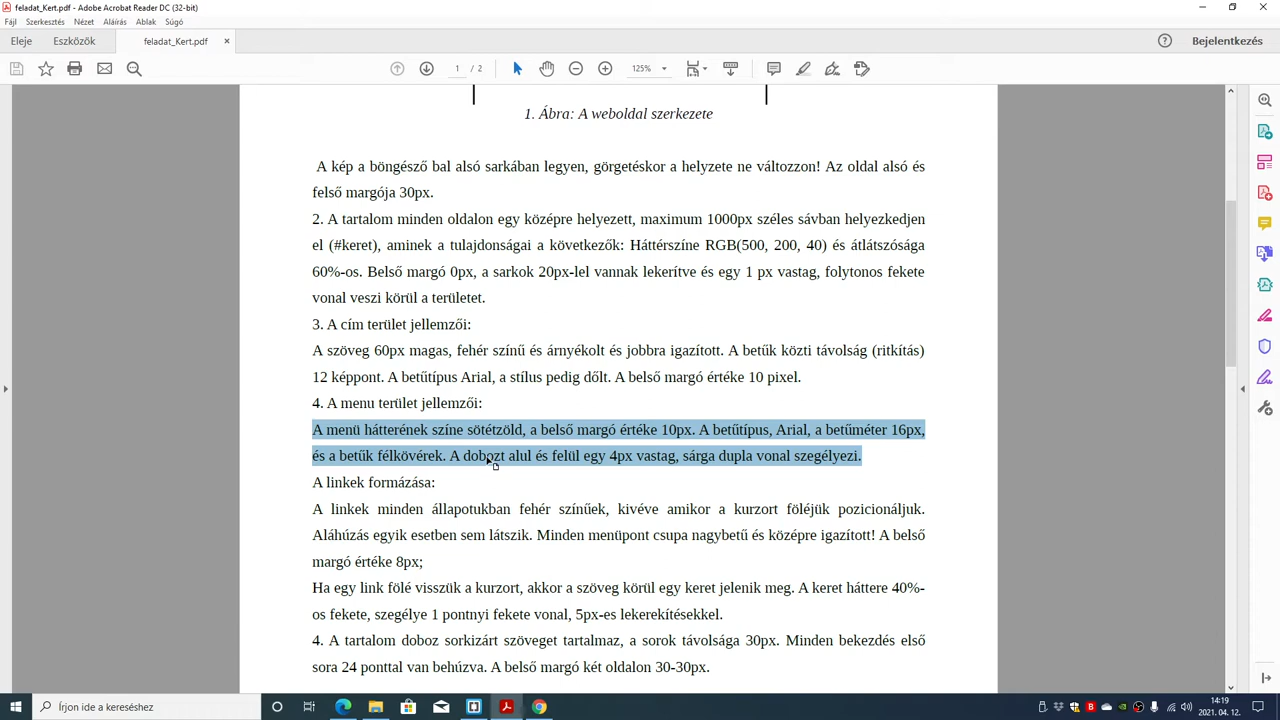 feladat_Kert.pdf - Adobe Acrobat Reader DC (32-bit)
Fájl Szerkesztés Nézet Aláírás Ablak Súgó
Eleje Eszközök feladat_Kert.pdf × Bejelentkezés
1 / 2 125%
1. Ábra: A weboldal szerkezete
A kép a böngésző bal alsó sarkában legyen, görgetéskor a helyzete ne változzon! Az oldal alsó és
felső margója 30px.
2. A tartalom minden oldalon egy középre helyezett, maximum 1000px széles sávban helyezkedjen
el (#keret), aminek a tulajdonságai a következők: Háttérszíne RGB(500, 200, 40) és átlátszósága
60%-os. Belső margó 0px, a sarkok 20px-lel vannak lekerítve és egy 1 px vastag, folytonos fekete
vonal veszi körül a területet.
3. A cím terület jellemzői:
A szöveg 60px magas, fehér színű és árnyékolt és jobbra igazított. A betűk közti távolság (ritkítás)
12 képpont. A betűtípus Arial, a stílus pedig dőlt. A belső margó értéke 10 pixel.
4. A menu terület jellemzői:
A menü hátterének színe sötétzöld, a belső margó értéke 10px. A betűtípus, Arial, a betűméter 16px,
és a betűk félkövérek. A dobozt alul és felül egy 4px vastag, sárga dupla vonal szegélyezi.
A linkek formázása:
A linkek minden állapotukban fehér színűek, kivéve amikor a kurzort föléjük pozicionáljuk.
Aláhúzás egyik esetben sem látszik. Minden menüpont csupa nagybetű és középre igazított! A belső
margó értéke 8px;
Ha egy link fölé visszük a kurzort, akkor a szöveg körül egy keret jelenik meg. A keret háttere 40%-
os fekete, szegélye 1 pontnyi fekete vonal, 5px-es lekerekítésekkel.
4. A tartalom doboz sorkizárt szöveget tartalmaz, a sorok távolsága 30px. Minden bekezdés első
sora 24 ponttal van behúzva. A belső margó két oldalon 30-30px.
Írjon ide a kereséshez
14:19
2021. 04. 12.